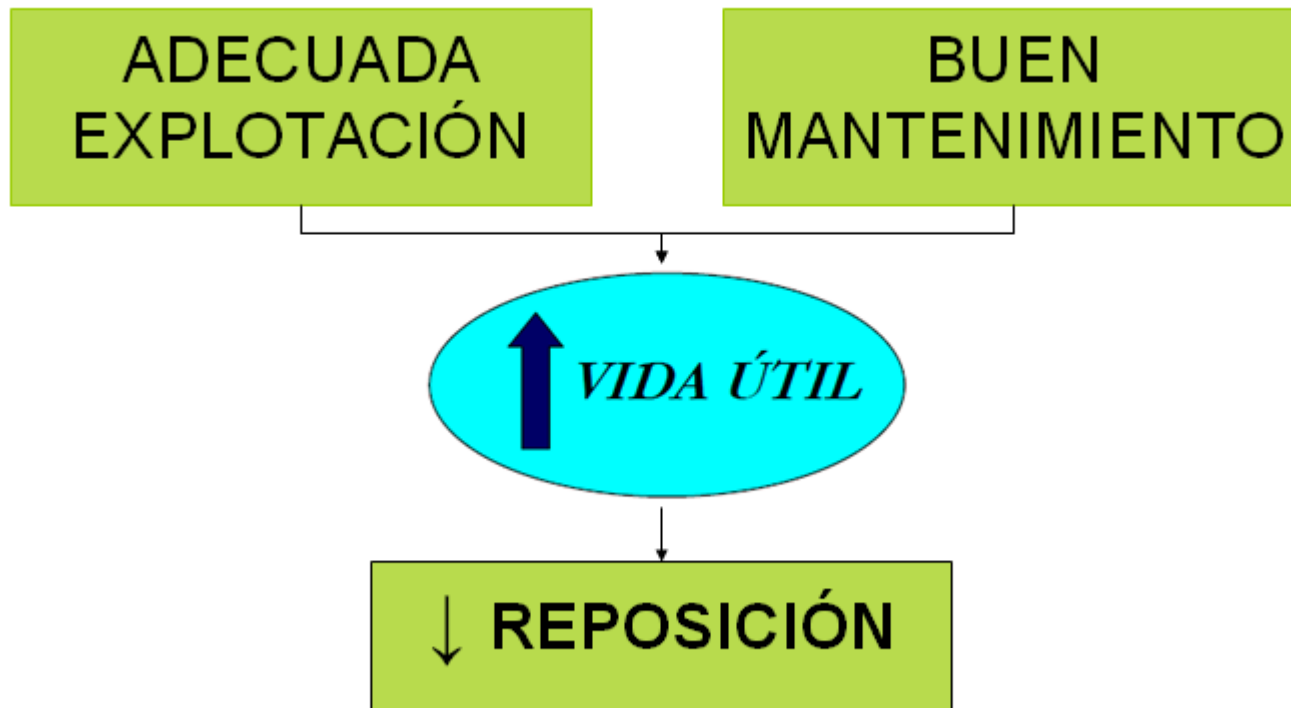 ADECUADA
EXPLOTACIÓN
BUEN
MANTENIMIENTO
VIDA ÚTIL
↓ REPOSICIÓN